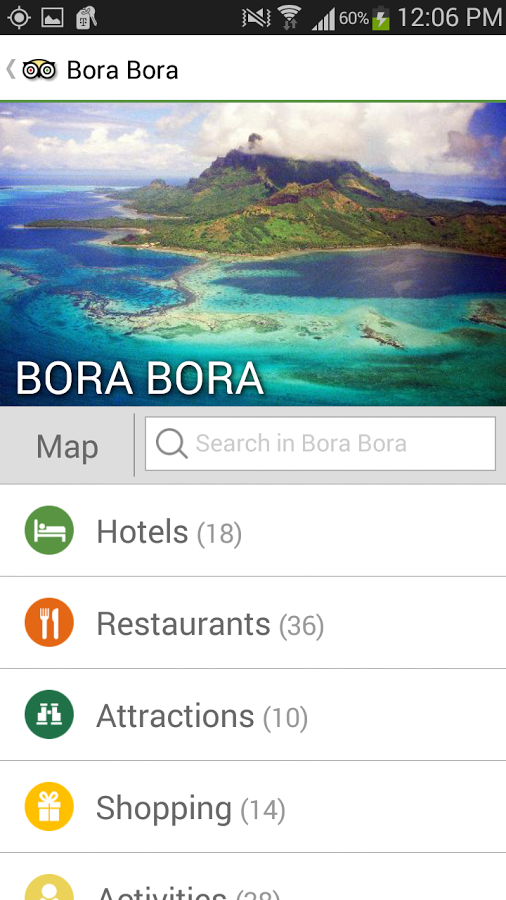 60% 12:06 PM
Bora Bora
BORA BORA
Map
Search in Bora Bora
Hotels (18)
Restaurants (36)
Attractions (10)
Shopping (14)
Activities (28)